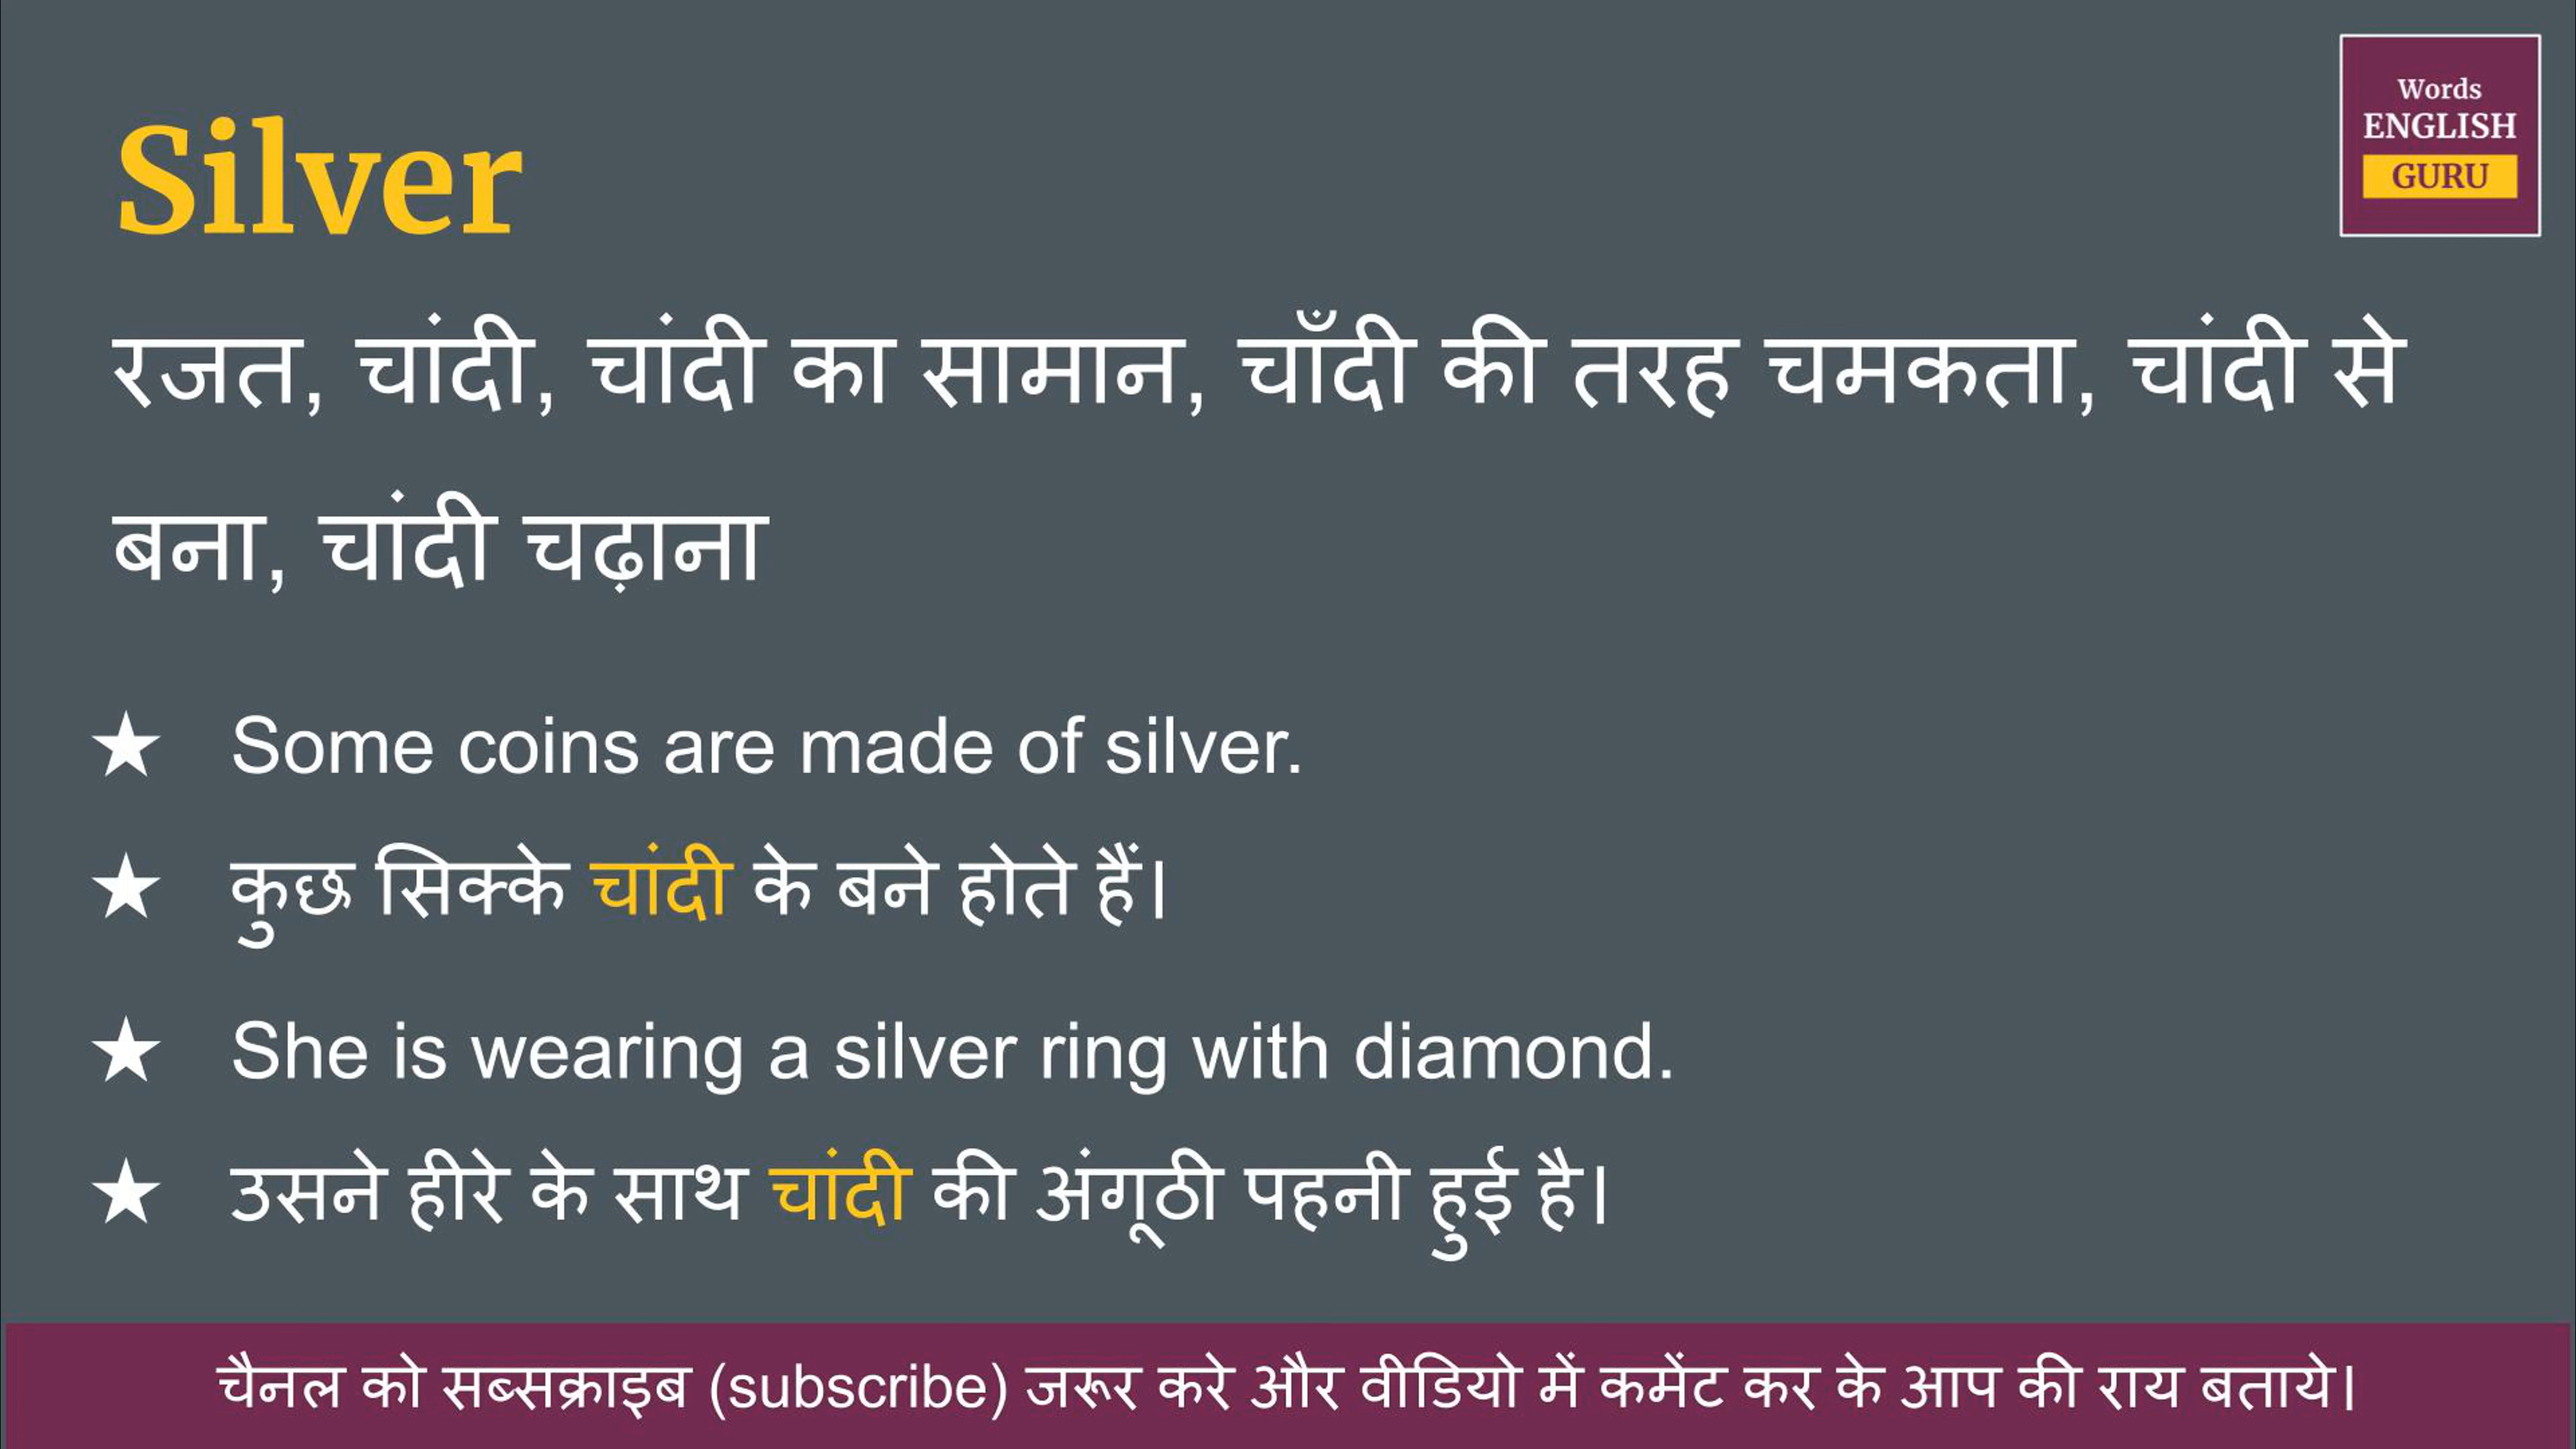 Words
ENGLISH
GURU
Silver
रजत, चांदी, चांदी का सामान, चाँदी की तरह चमकता, चांदी से
बना, चांदी चढ़ाना
★ Some coins are made of silver.
★ कुछ सिक्के चांदी के बने होते हैं।
★ She is wearing a silver ring with diamond.
★ उसने हीरे के साथ चांदी की अंगूठी पहनी हुई है।
चैनल को सब्सक्राइब (subscribe) जरूर करे और वीडियो में कमेंट कर के आप की राय बताये।